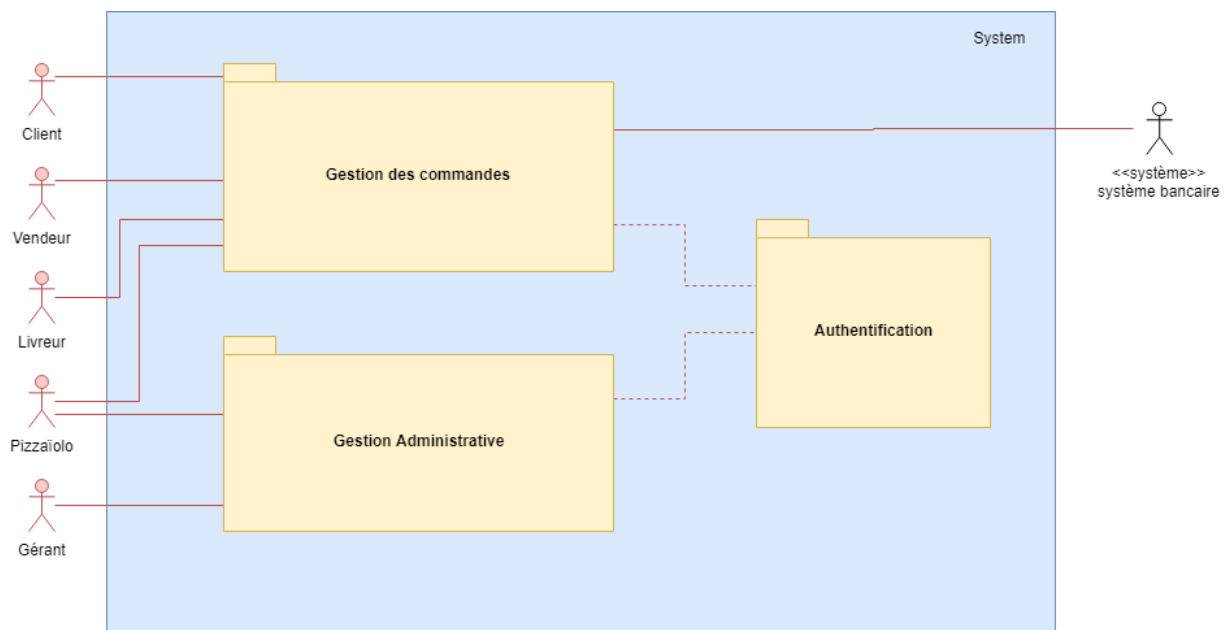 System
Client
Gestion des commandes
<<système>>
système bancaire
Vendeur
Livreur
Authentification
Pizzaïolo
Gestion Administrative
Gérant